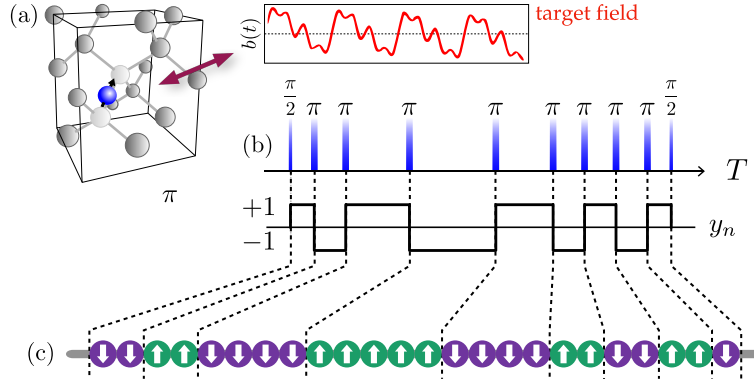 (a)
b(t)
target field
π/2 π π π π π π π π π/2
(b)
T
π
+1
−1
yₙ
(c)